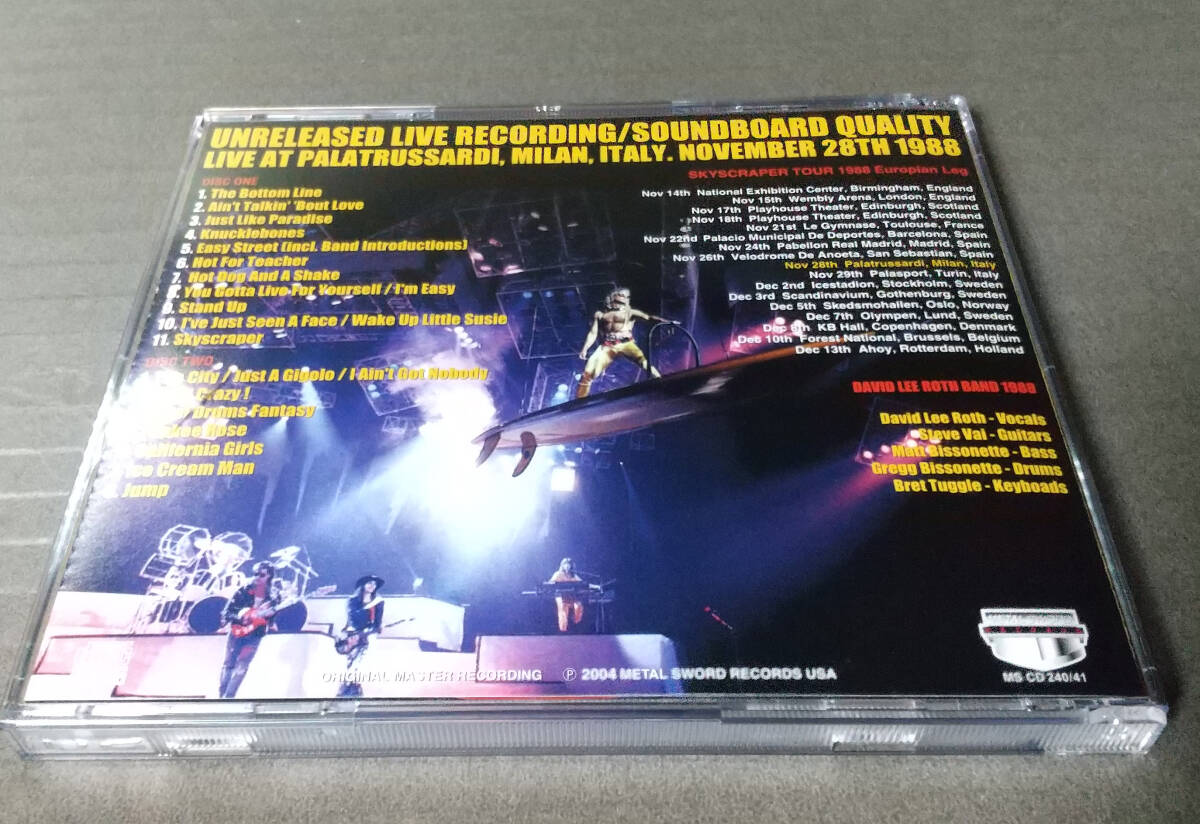 UNRELEASED LIVE RECORDING/SOUNDBOARD QUALITY
LIVE AT PALATRUSSARDI, MILAN, ITALY. NOVEMBER 28TH 1988
DISC ONE
1. The Bottom Line
2. Ain't Talkin' 'Bout Love
3. Just Like Paradise
4. Knucklebones
5. Easy Street (incl. Band Introductions)
6. Hot For Teacher
7. Hot Dog And A Shake
8. You Gotta Live For Yourself / I'm Easy
9. Stand Up
10. I've Just Seen A Face / Wake Up Little Susie
11. Skyscraper
DISC TWO
City / Just A Gigolo / I Ain't Got Nobody
Crazy !
Drums Fantasy
Rose
California Girls
Ice Cream Man
Jump
SKYSCRAPER TOUR 1988 Europian Leg
Nov 14th National Exhibition Center, Birmingham, England
Nov 15th Wembly Arena, London, England
Nov 17th Playhouse Theater, Edinburgh, Scotland
Nov 18th Playhouse Theater, Edinburgh, Scotland
Nov 21st Le Gymnase, Toulouse, France
Nov 22nd Palacio Municipal De Deportes, Barcelona, Spain
Nov 24th Pabellon Real Madrid, Madrid, Spain
Nov 26th Velodrome De Anoeta, San Sebastian, Spain
Nov 28th Palatrussardi, Milan, Italy
Nov 29th Palasport, Turin, Italy
Dec 2nd Icestadion, Stockholm, Sweden
Dec 3rd Scandinavium, Gothenburg, Sweden
Dec 5th Skedsmohallen, Oslo, Norway
Dec 7th Olympen, Lund, Sweden
Dec 8th KB Hall, Copenhagen, Denmark
Dec 10th Forest National, Brussels, Belgium
Dec 13th Ahoy, Rotterdam, Holland
DAVID LEE ROTH BAND 1988
David Lee Roth - Vocals
Steve Vai - Guitars
Matt Bissonette - Bass
Gregg Bissonette - Drums
Bret Tuggle - Keyboads
ORIGINAL MASTER RECORDING ℗ 2004 METAL SWORD RECORDS USA
MS CD 240/41